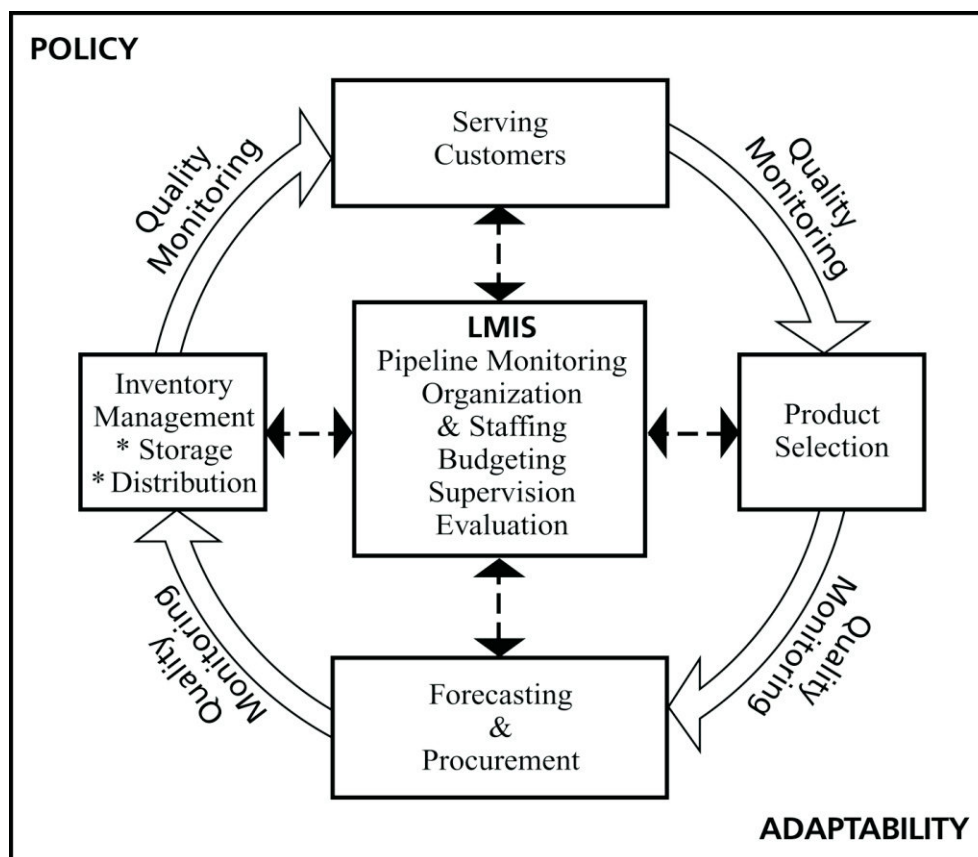 POLICY
Serving
Customers
Quality
Monitoring
Quality
Monitoring
LMIS
Pipeline Monitoring
Organization
& Staffing
Budgeting
Supervision
Evaluation
Inventory
Management
* Storage
* Distribution
Product
Selection
Quality
Monitoring
Quality
Monitoring
Forecasting
&
Procurement
ADAPTABILITY